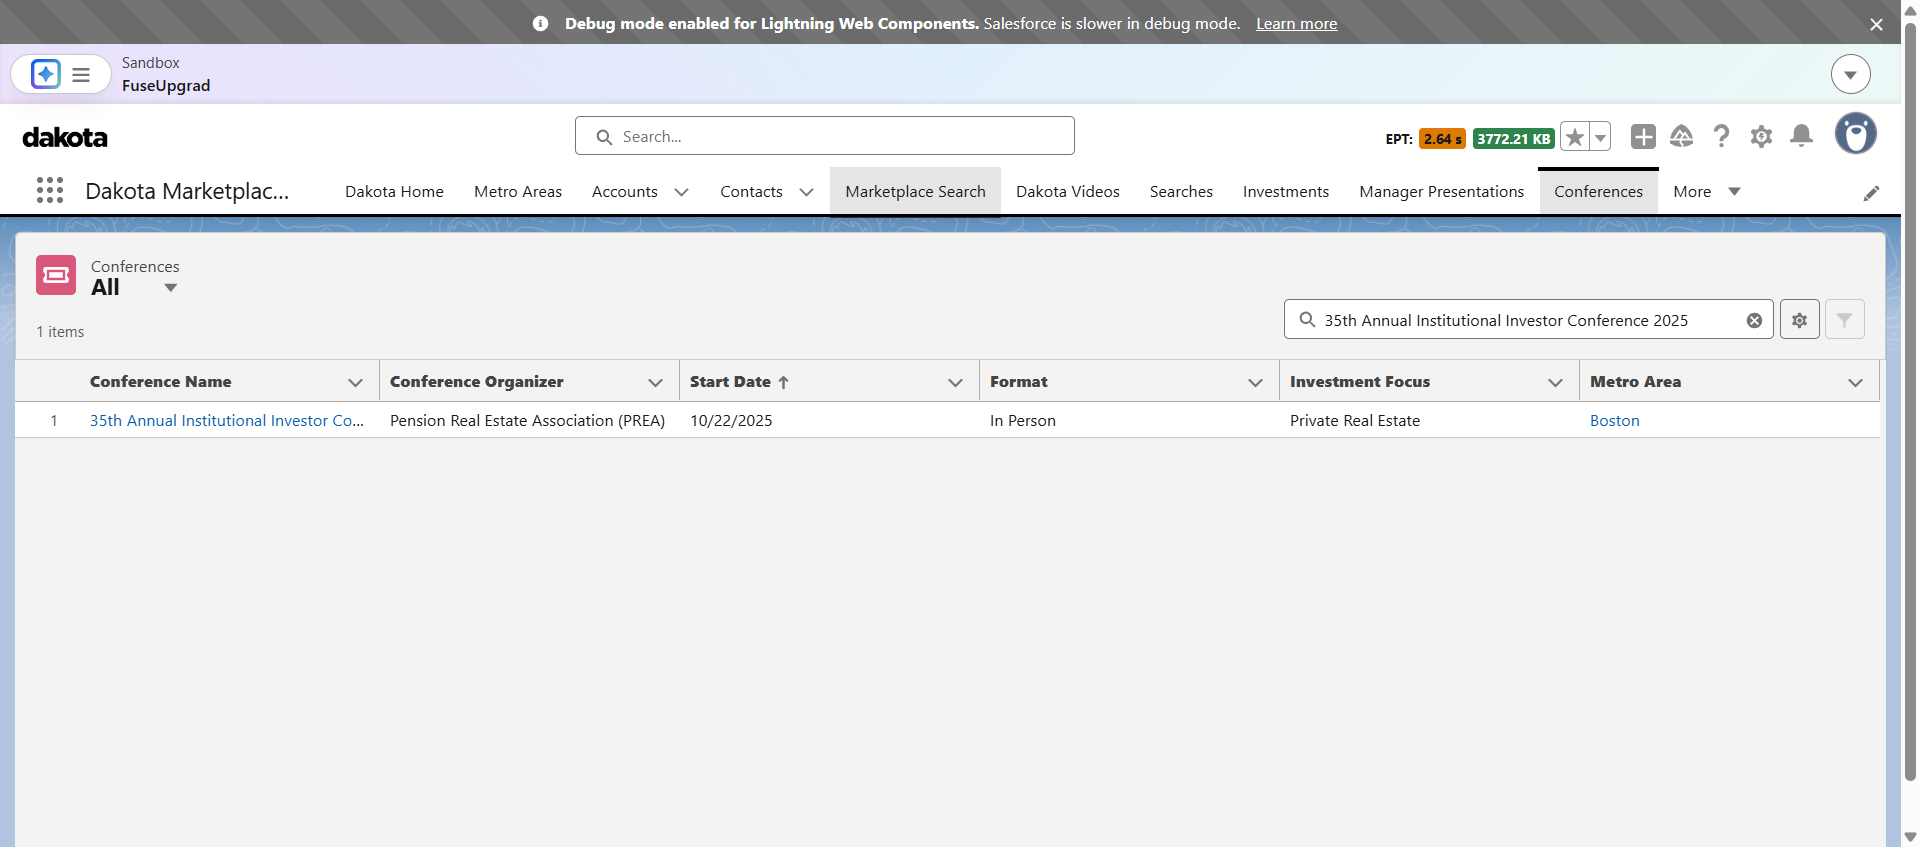 Debug mode enabled for Lightning Web Components. Salesforce is slower in debug mode. Learn more
Sandbox
FuseUpgrad
dakota
Search...
EPT: 2.64 s 3772.21 KB
Dakota Marketplac...
Dakota Home
Metro Areas
Accounts
Contacts
Marketplace Search
Dakota Videos
Searches
Investments
Manager Presentations
Conferences
More
Conferences
All
1 items
35th Annual Institutional Investor Conference 2025
Conference Name
Conference Organizer
Start Date
Format
Investment Focus
Metro Area
1
35th Annual Institutional Investor Co...
Pension Real Estate Association (PREA)
10/22/2025
In Person
Private Real Estate
Boston